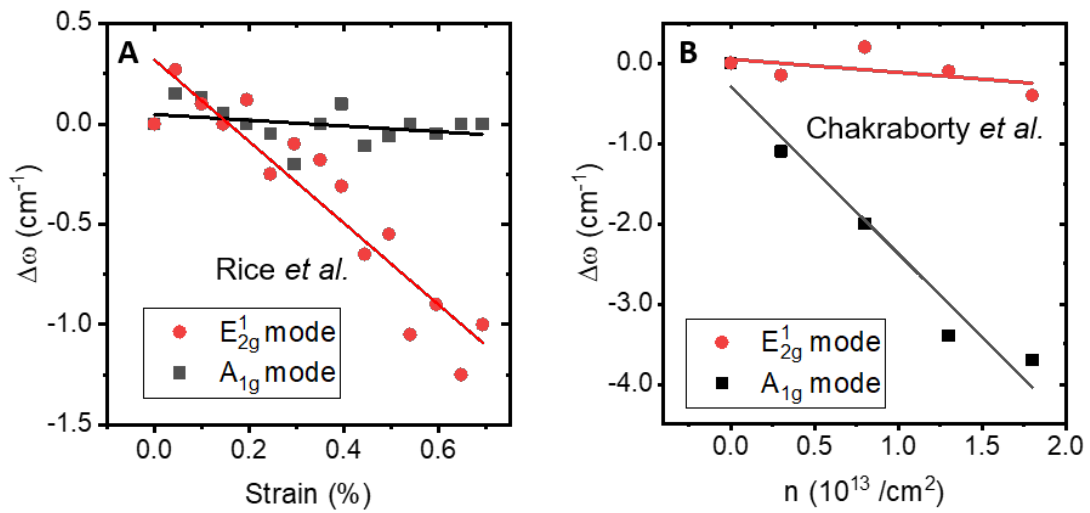 A
0.5
0.0
-0.5
-1.0
-1.5
Δω (cm⁻¹)
Rice et al.
E¹₂g mode
A₁g mode
0.0 0.2 0.4 0.6
Strain (%)
B
0.0
-1.0
-2.0
-3.0
-4.0
Δω (cm⁻¹)
Chakraborty et al.
E¹₂g mode
A₁g mode
0.0 0.5 1.0 1.5 2.0
n (10¹³ /cm²)